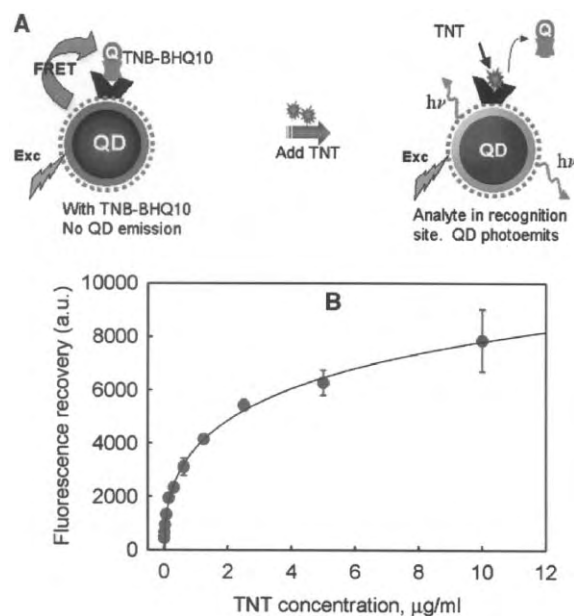 A
Q
TNB-BHQ10
FRET
QD
Exc
With TNB-BHQ10
No QD emission
Add TNT
TNT
Q
hν
Exc
QD
hν
Analyte in recognition
site. QD photoemits
B
Fluorescence recovery (a.u.)
10000
8000
6000
4000
2000
0
0 2 4 6 8 10 12
TNT concentration, μg/ml